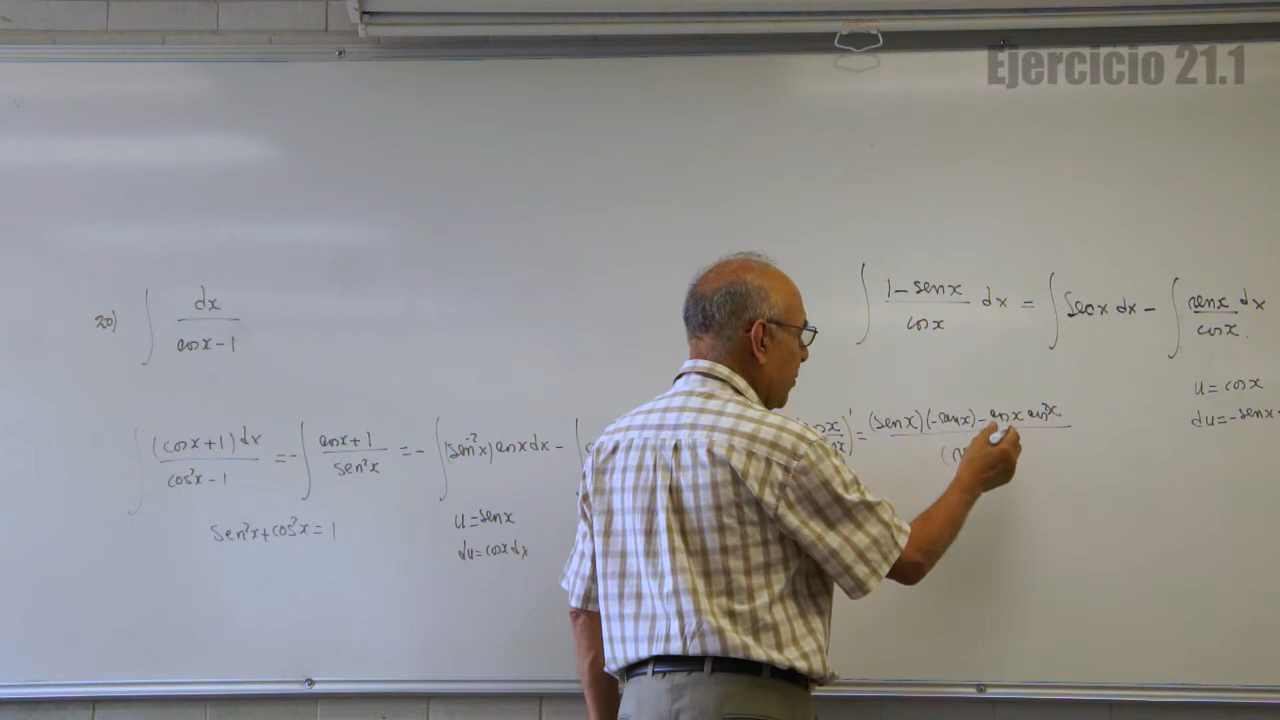 Ejercicio 21.1
20) ∫ dx / (cos x - 1)
∫ (1 - sen x)/cos x dx = ∫ sec x dx - ∫ sen x/cos x dx
u = cos x
du = -sen x
∫ (cos x + 1) dx / (cos²x - 1) = -∫ (cos x + 1)/sen²x = -∫ (sen⁻²x) cos x dx - ∫
sen²x + cos²x = 1
u = sen x
du = cos x dx
)' = (sen x)(-sen x) - cos x cos x